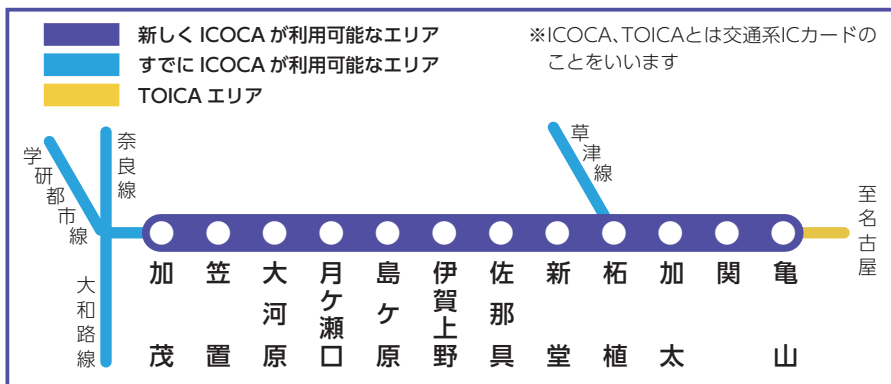 新しく ICOCA が利用可能なエリア
すでに ICOCA が利用可能なエリア
TOICA エリア
※ICOCA、TOICAとは交通系ICカードの
ことをいいます
学研都市線
奈良線
大和路線
草津線
至名古屋
加茂
笠置
大河原
月ケ瀬口
島ケ原
伊賀上野
佐那具
新堂
柘植
加太
関
亀山